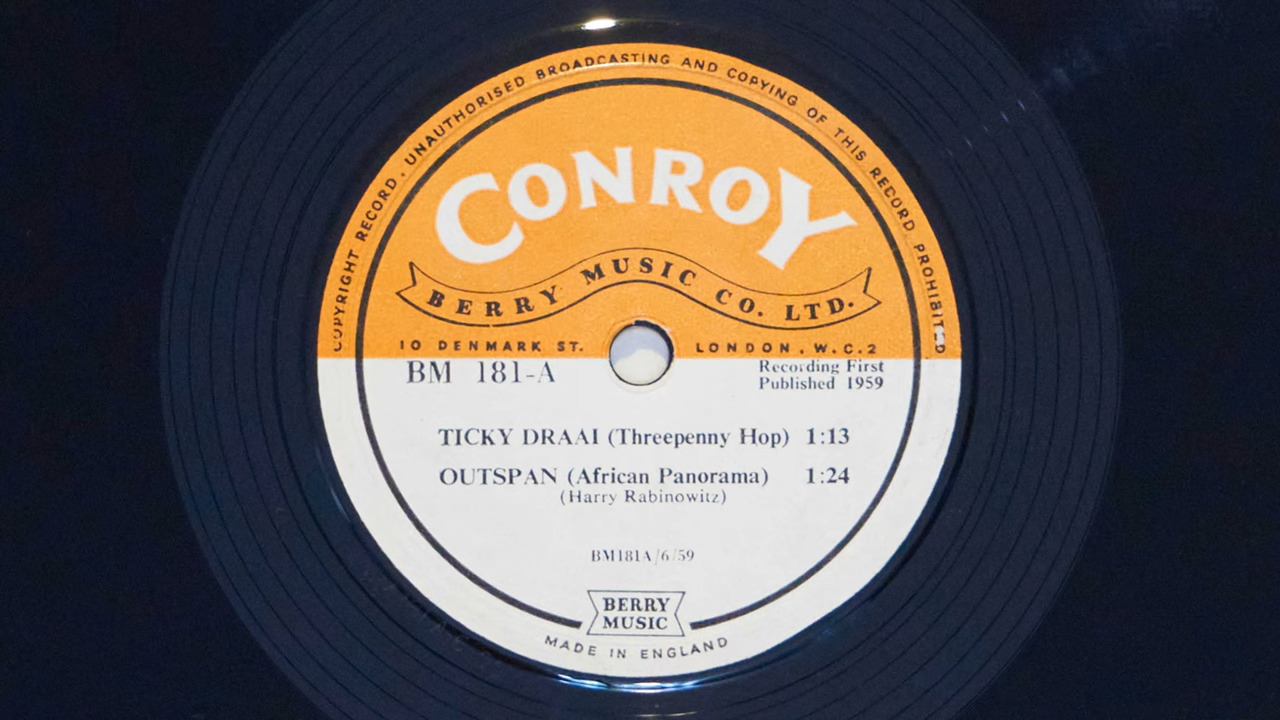 COPYRIGHT RECORD. UNAUTHORISED BROADCASTING AND COPYING OF THIS RECORD PROHIBITED
CONROY
BERRY MUSIC CO. LTD.
10 DENMARK ST. LONDON. W.C.2
BM 181-A Recording First
Published 1959
TICKY DRAAI (Threepenny Hop) 1:13
OUTSPAN (African Panorama) 1:24
(Harry Rabinowitz)
BM181A/6/59
BERRY
MUSIC
MADE IN ENGLAND